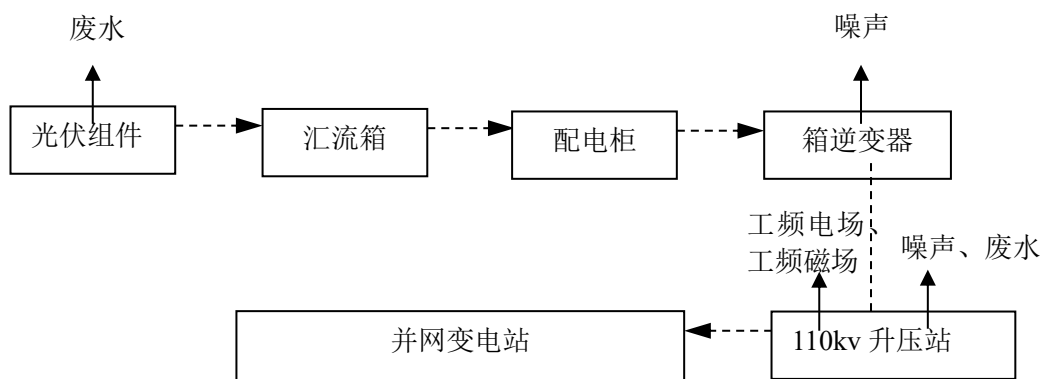 废水
噪声
光伏组件
汇流箱
配电柜
箱逆变器
工频电场、
工频磁场
噪声、废水
并网变电站
110kv 升压站